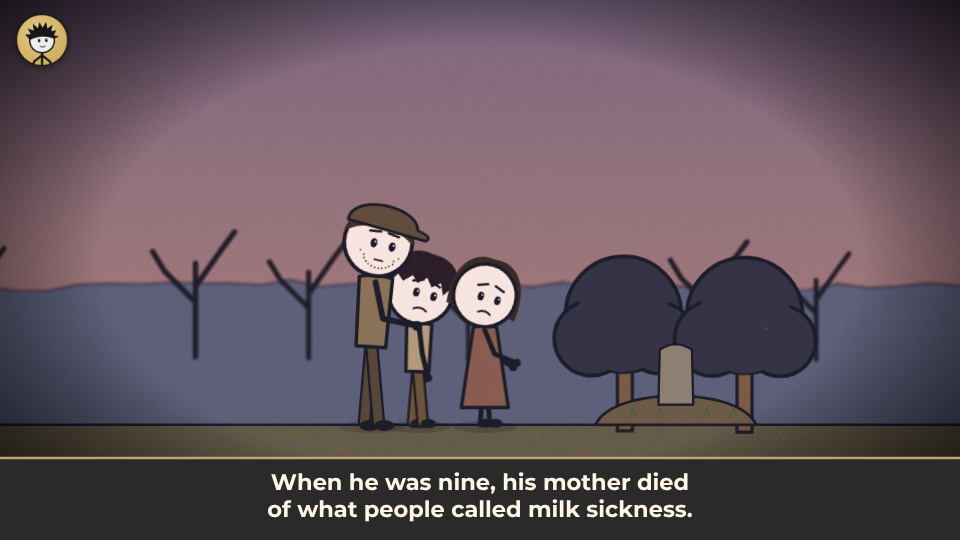 When he was nine, his mother died
of what people called milk sickness.